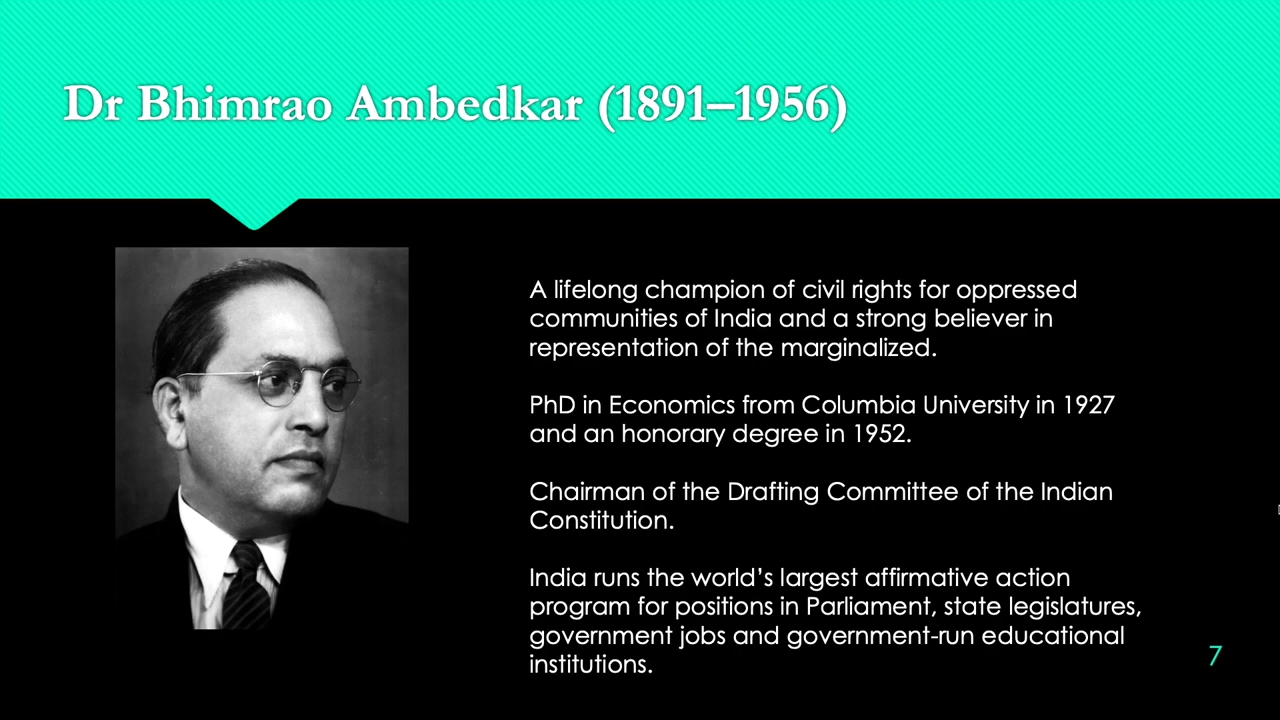 Dr Bhimrao Ambedkar (1891–1956)
A lifelong champion of civil rights for oppressed
communities of India and a strong believer in
representation of the marginalized.
PhD in Economics from Columbia University in 1927
and an honorary degree in 1952.
Chairman of the Drafting Committee of the Indian
Constitution.
India runs the world’s largest affirmative action
program for positions in Parliament, state legislatures,
government jobs and government-run educational
institutions.
7